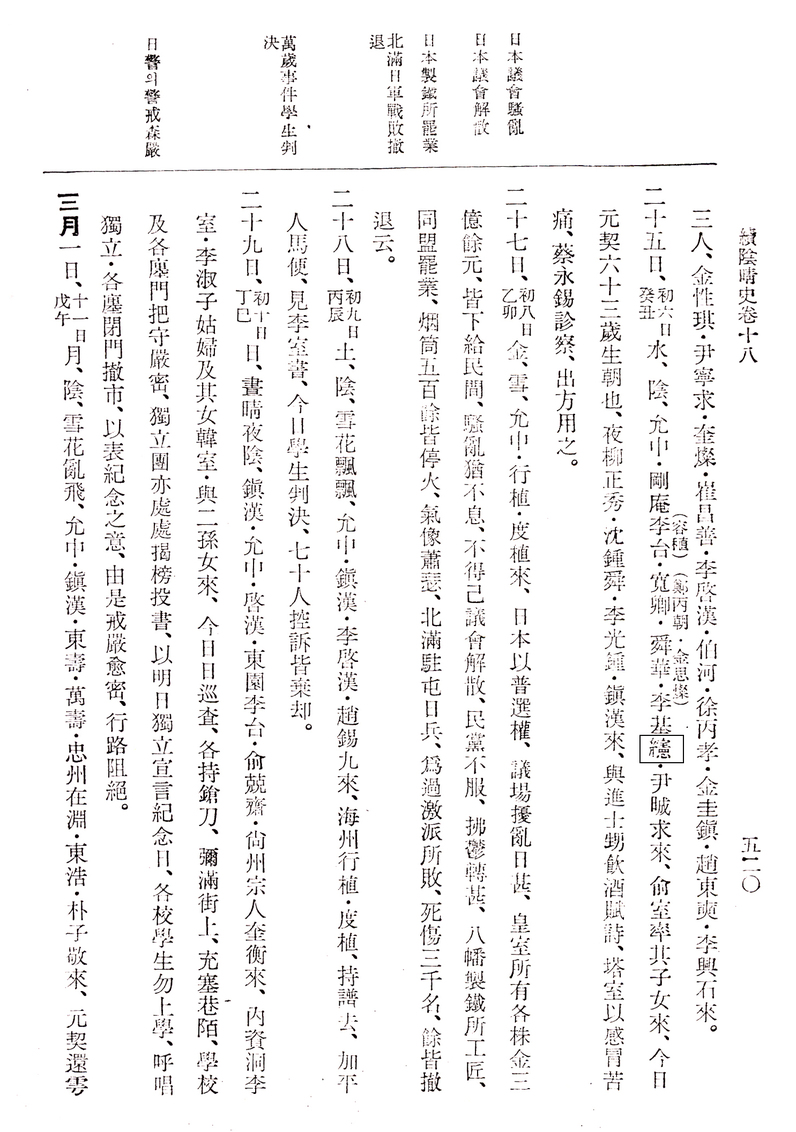 續陰晴史卷十八
五二〇
三人、金性琪·尹寧求·奎燦·崔昌善·李啓漢·伯河·徐丙孝·金圭鎭·趙東奭·李興石來。
二十五日、初六日癸丑水、陰、允中·剛庵李台(容植)·寬卿·舜華(鄭丙朝·金思燦)·李基·尹㬂求來、俞室率其子女來、今日
元契六十三歲生朝也、夜柳正秀·沈鍾舜·李光鍾·鎭漢來、與進士甥飮酒賦詩、塔室以感冒苦
痛、蔡永錫診察、出方用之。
二十七日、初八日乙卯金、雪、允中·行植·度植來、日本以普選權、議場擾亂日甚、皇室所有各株金三
億餘元、皆下給民間、騷亂猶不息、不得已議會解散、民黨不服、拂鬱轉甚、八幡製鐵所工匠、
同盟罷業、烟筒五百餘皆停火、氣像蕭瑟、北滿駐屯日兵、爲過激派所敗、死傷三千名、餘皆撤
退云。
二十八日、初九日丙辰土、陰、雪花飄飄、允中·鎭漢·李啓漢·趙錫九來、海州行植·度植、持譜去、加平
人馬便、見李室書、今日學生判決、七十人控訴皆棄却。
二十九日、初十日丁巳日、晝晴夜陰、鎭漢·允中·啓漢·東園李台·俞兢齋·尙州宗人奎衡來、內資洞李
室·李淑子姑婦及其女韓室·與二孫女來、今日日巡査、各持鎗刀、彌滿街上、充塞巷陌、學校
及各廛門把守嚴密、獨立團亦處處揭榜投書、以明日獨立宣言紀念日、各校學生勿上學、呼唱
獨立·各廛閉門撤市、以表紀念之意、由是戒嚴愈密、行路阻絕。
三月一日、十一日戊午月、陰、雪花亂飛、允中·鎭漢·東壽·萬壽·忠州在淵·東浩·朴子敬來、元契還雩
日本議會騷亂
日本議會解散
日本製鐵所罷業
北滿日軍戰敗撤退
萬歲事件學生判決
日警의警戒森嚴